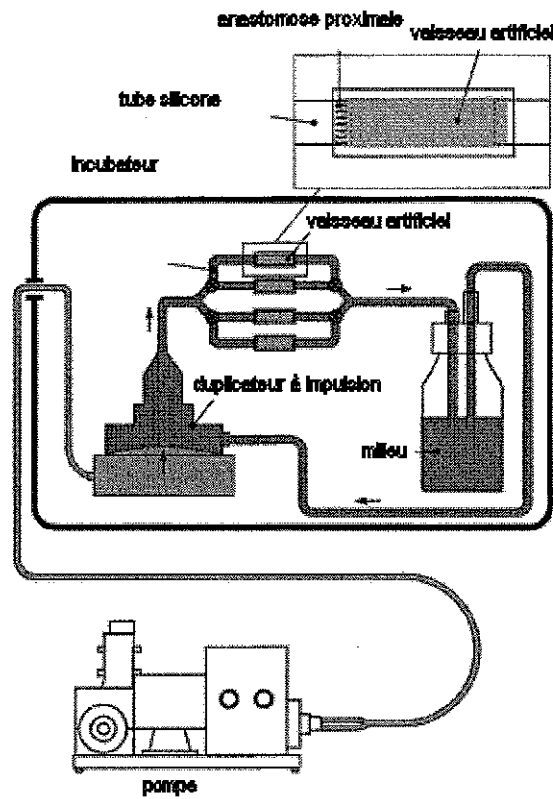 anastomose proximale
vaisseau artificiel
tube silicone
incubateur
vaisseau artificiel
duplicateur à impulsion
milieu
pompe